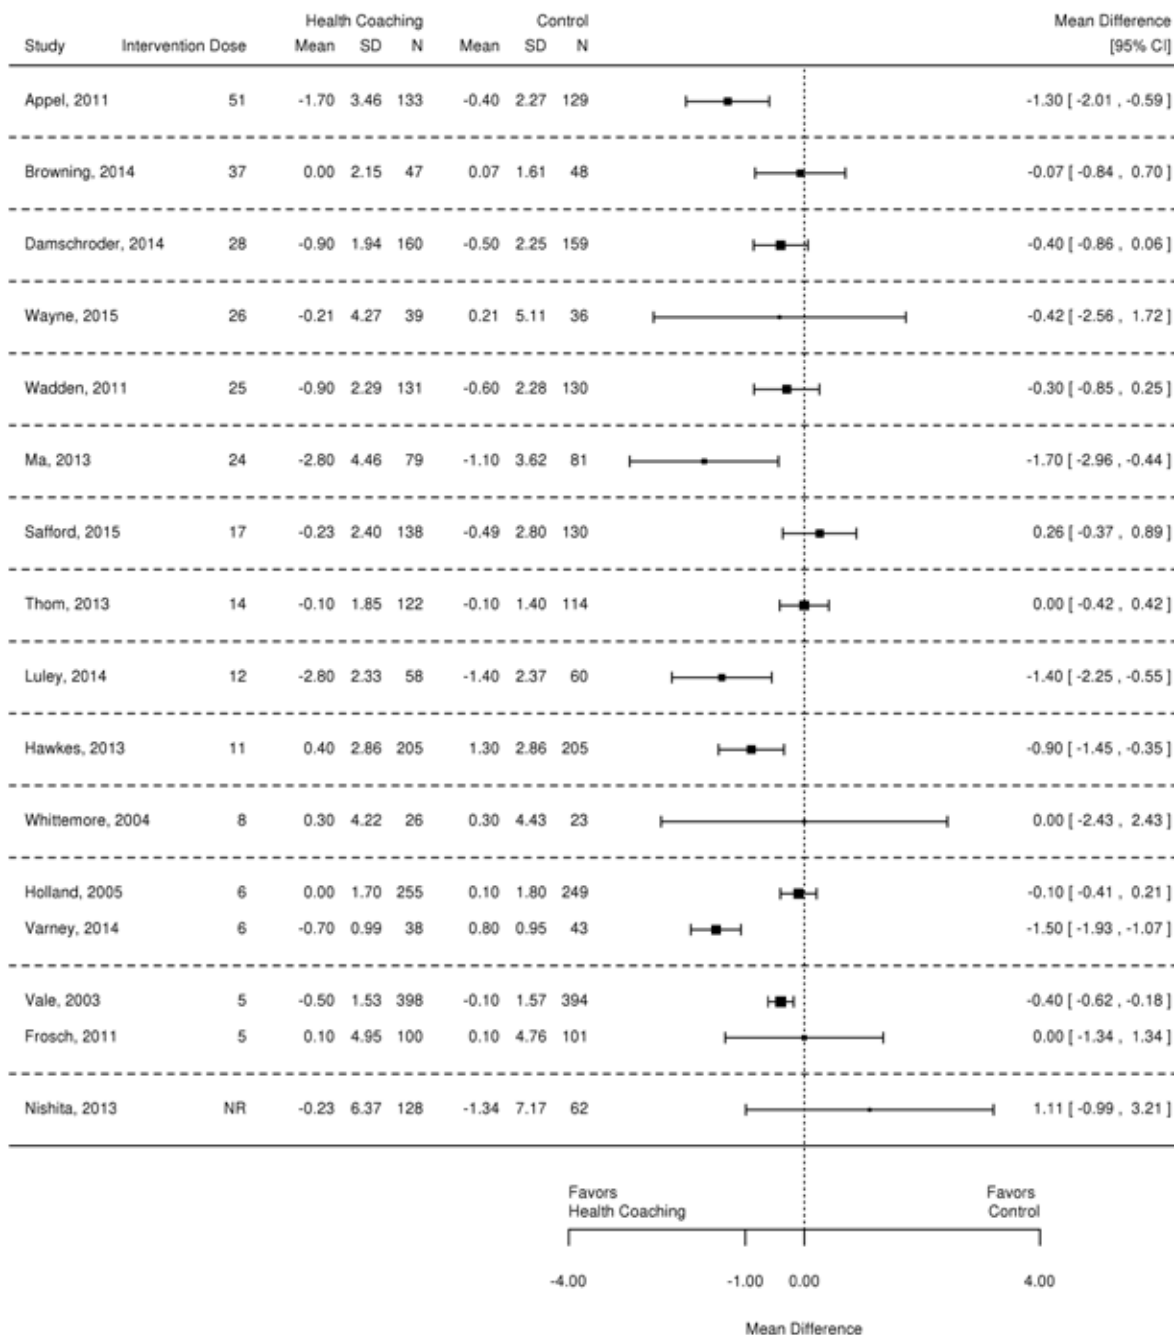 Health Coaching Control Mean Difference
Study Intervention Dose Mean SD N Mean SD N [95% CI]
Appel, 2011 51 -1.70 3.46 133 -0.40 2.27 129 -1.30 [ -2.01 , -0.59 ]
Browning, 2014 37 0.00 2.15 47 0.07 1.61 48 -0.07 [ -0.84 , 0.70 ]
Damschroder, 2014 28 -0.90 1.94 160 -0.50 2.25 159 -0.40 [ -0.86 , 0.06 ]
Wayne, 2015 26 -0.21 4.27 39 0.21 5.11 36 -0.42 [ -2.56 , 1.72 ]
Wadden, 2011 25 -0.90 2.29 131 -0.60 2.28 130 -0.30 [ -0.85 , 0.25 ]
Ma, 2013 24 -2.80 4.46 79 -1.10 3.62 81 -1.70 [ -2.96 , -0.44 ]
Safford, 2015 17 -0.23 2.40 138 -0.49 2.80 130 0.26 [ -0.37 , 0.89 ]
Thom, 2013 14 -0.10 1.85 122 -0.10 1.40 114 0.00 [ -0.42 , 0.42 ]
Luley, 2014 12 -2.80 2.33 58 -1.40 2.37 60 -1.40 [ -2.25 , -0.55 ]
Hawkes, 2013 11 0.40 2.86 205 1.30 2.86 205 -0.90 [ -1.45 , -0.35 ]
Whittemore, 2004 8 0.30 4.22 26 0.30 4.43 23 0.00 [ -2.43 , 2.43 ]
Holland, 2005 6 0.00 1.70 255 0.10 1.80 249 -0.10 [ -0.41 , 0.21 ]
Varney, 2014 6 -0.70 0.99 38 0.80 0.95 43 -1.50 [ -1.93 , -1.07 ]
Vale, 2003 5 -0.50 1.53 398 -0.10 1.57 394 -0.40 [ -0.62 , -0.18 ]
Frosch, 2011 5 0.10 4.95 100 0.10 4.76 101 0.00 [ -1.34 , 1.34 ]
Nishita, 2013 NR -0.23 6.37 128 -1.34 7.17 62 1.11 [ -0.99 , 3.21 ]
Favors Favors
Health Coaching Control
-4.00 -1.00 0.00 4.00
Mean Difference